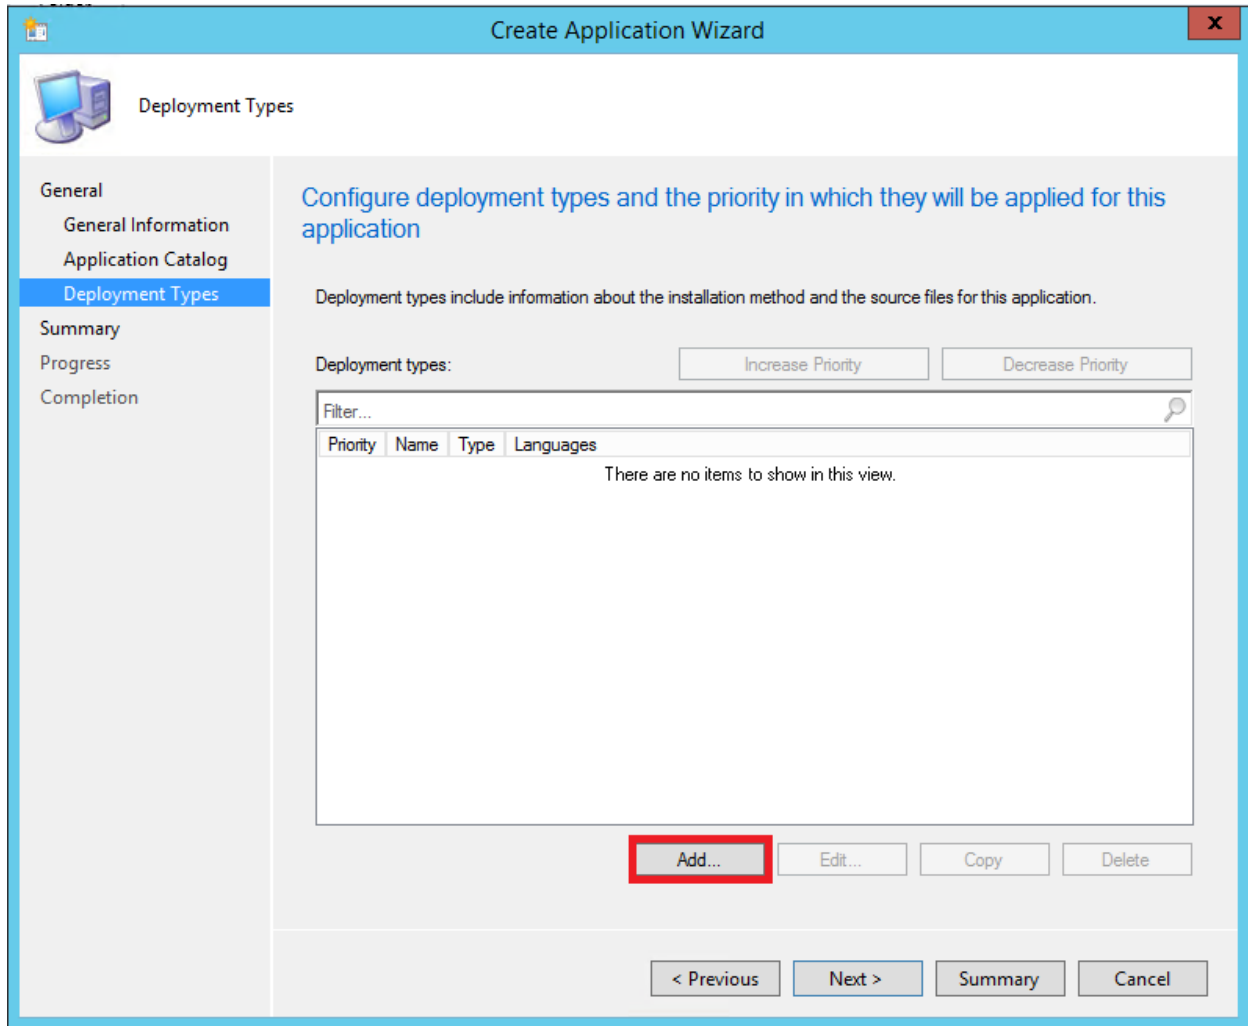 Create Application Wizard
X
Deployment Types
General
General Information
Application Catalog
Deployment Types
Summary
Progress
Completion
Configure deployment types and the priority in which they will be applied for this
application
Deployment types include information about the installation method and the source files for this application.
Deployment types:
Increase Priority
Decrease Priority
Filter...
Priority Name Type Languages
There are no items to show in this view.
Add...
Edit...
Copy
Delete
< Previous
Next >
Summary
Cancel